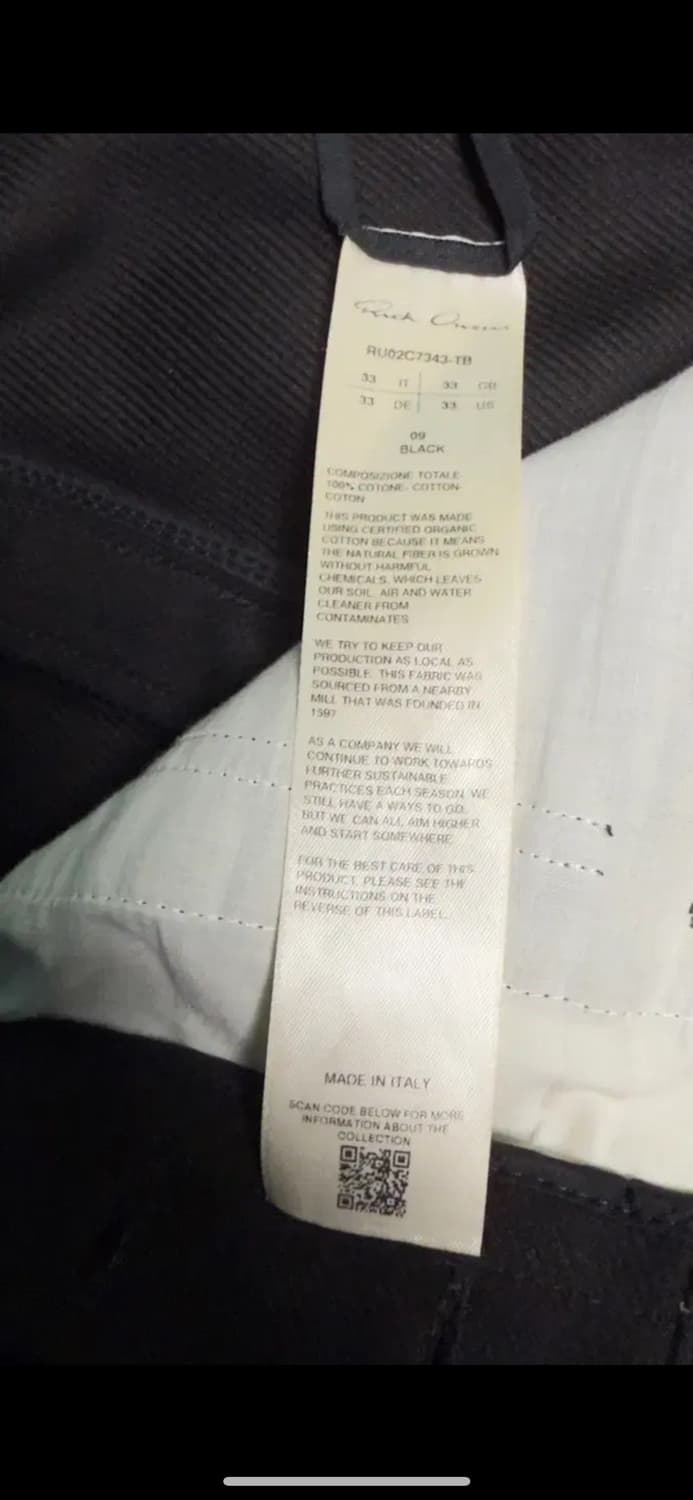 Rick Owens
RU02C7343-TB
33 IT 33 GB
33 DE 33 US
09
BLACK
COMPOSIZIONE TOTALE
100% COTONE- COTTON-
COTON
THIS PRODUCT WAS MADE
USING CERTIFIED ORGANIC
COTTON BECAUSE IT MEANS
THE NATURAL FIBER IS GROWN
WITHOUT HARMFUL
CHEMICALS, WHICH LEAVES
OUR SOIL, AIR AND WATER
CLEANER FROM
CONTAMINATES
WE TRY TO KEEP OUR
PRODUCTION AS LOCAL AS
POSSIBLE. THIS FABRIC WAS
SOURCED FROM A NEARBY
MILL THAT WAS FOUNDED IN
1597
AS A COMPANY WE WILL
CONTINUE TO WORK TOWARDS
FURTHER SUSTAINABLE
PRACTICES EACH SEASON. WE
STILL HAVE A WAYS TO GO,
BUT WE CAN ALL AIM HIGHER
AND START SOMEWHERE
FOR THE BEST CARE OF THIS
PRODUCT, PLEASE SEE THE
INSTRUCTIONS ON THE
REVERSE OF THIS LABEL.
MADE IN ITALY
SCAN CODE BELOW FOR MORE
INFORMATION ABOUT THE
COLLECTION